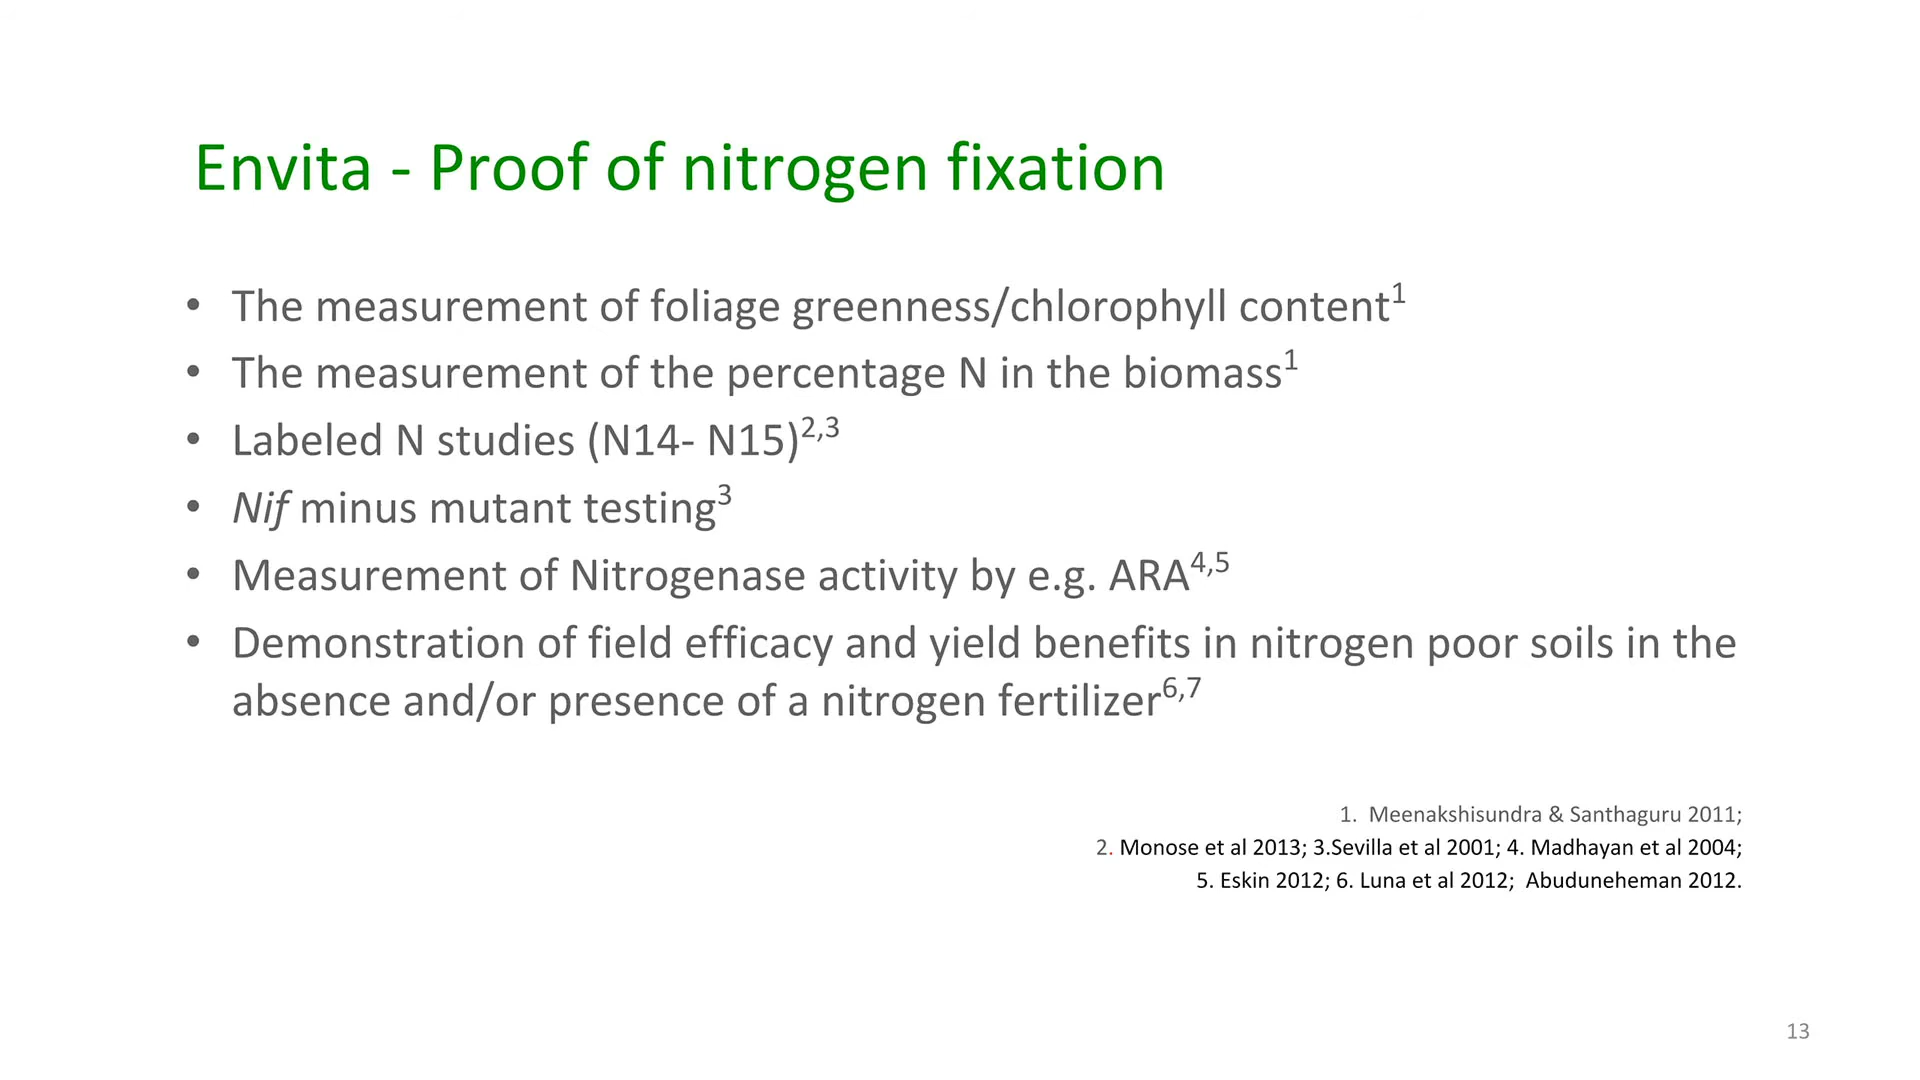 Envita - Proof of nitrogen fixation
• The measurement of foliage greenness/chlorophyll content1
• The measurement of the percentage N in the biomass1
• Labeled N studies (N14- N15)2,3
• Nif minus mutant testing3
• Measurement of Nitrogenase activity by e.g. ARA4,5
• Demonstration of field efficacy and yield benefits in nitrogen poor soils in the
absence and/or presence of a nitrogen fertilizer6,7
1. Meenakshisundra & Santhaguru 2011;
2. Monose et al 2013; 3.Sevilla et al 2001; 4. Madhayan et al 2004;
5. Eskin 2012; 6. Luna et al 2012; Abuduneheman 2012.
13